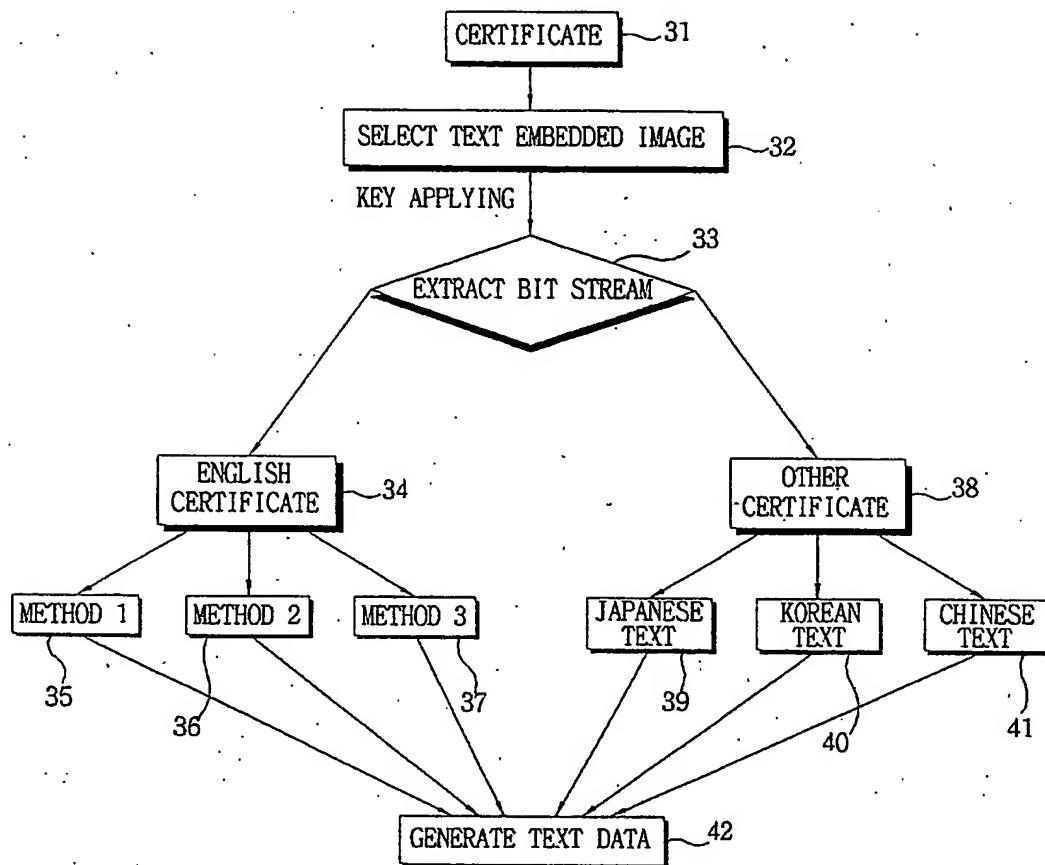 CERTIFICATE 31
SELECT TEXT EMBEDDED IMAGE 32
KEY APPLYING
33
EXTRACT BIT STREAM
ENGLISH
CERTIFICATE 34
OTHER
CERTIFICATE 38
METHOD 1 METHOD 2 METHOD 3
JAPANESE
TEXT
KOREAN
TEXT
CHINESE
TEXT
35 36 37 39 40 41
GENERATE TEXT DATA 42